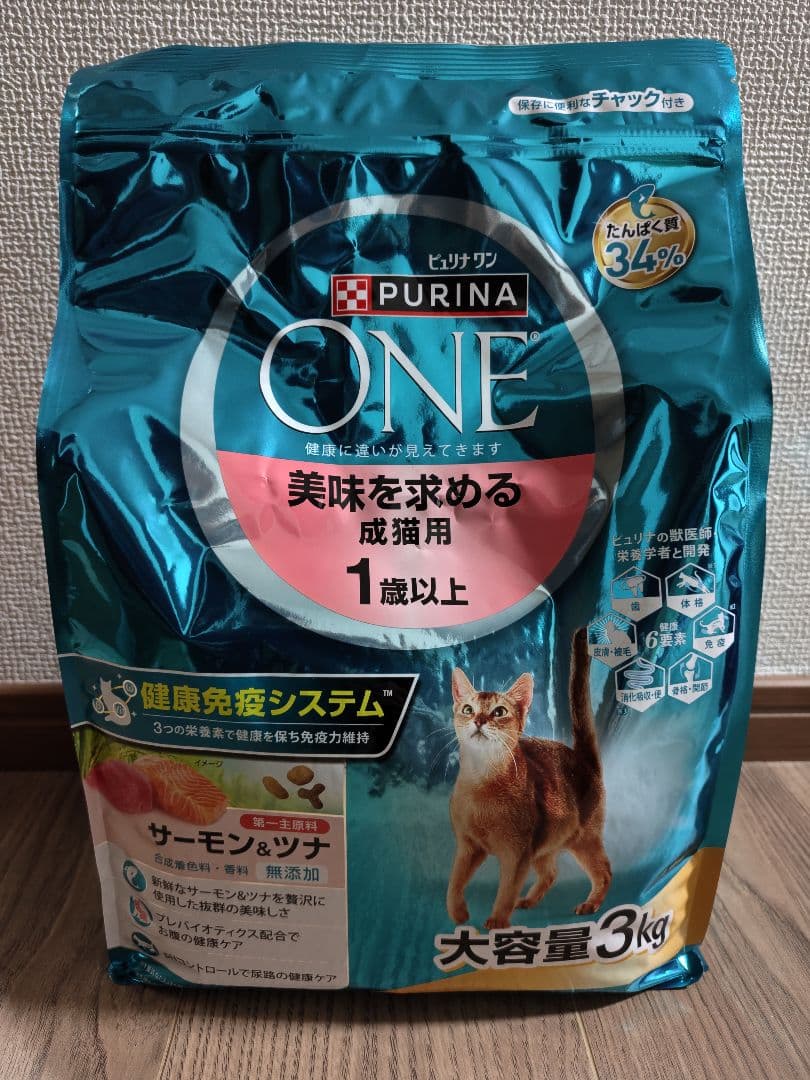 保存に便利なチャック付き
たんぱく質
34%
ピュリナ ワン
PURINA
ONE®
健康に違いが見えてきます
美味を求める
成猫用
1歳以上
ピュリナの獣医師・
栄養学者と開発
歯
体格
皮膚・被毛
健康
6要素
免疫
消化吸収・便
骨格・関節
健康免疫システム™
3つの栄養素で健康を保ち免疫力維持
イメージ
第一主原料
サーモン&ツナ
合成着色料・香料 無添加
新鮮なサーモン&ツナを贅沢に
使用した抜群の美味しさ
プレバイオティクス配合で
お腹の健康ケア
コントロールで尿路の健康ケア
大容量3kg